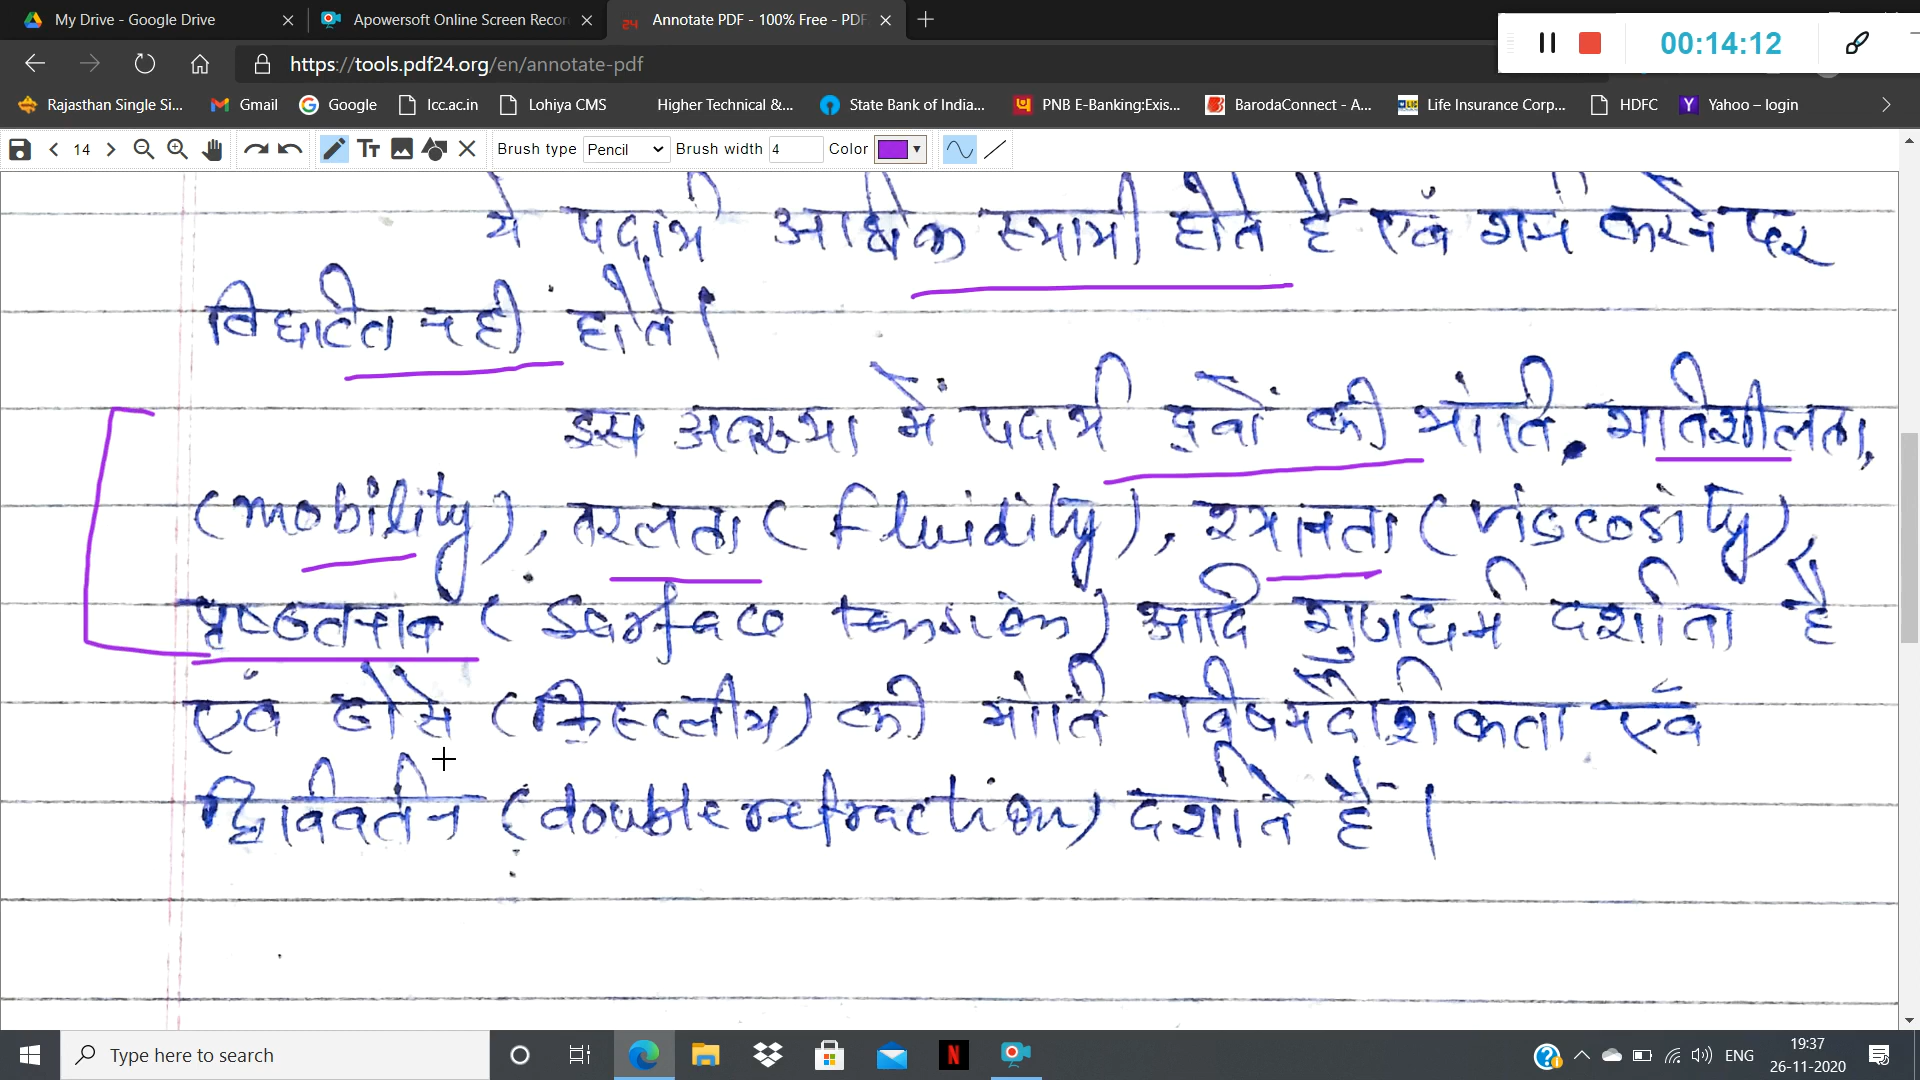 My Drive - Google Drive
Apowersoft Online Screen Recor
Annotate PDF - 100% Free - PDF
00:14:12
https://tools.pdf24.org/en/annotate-pdf
Rajasthan Single Si... Gmail Google lcc.ac.in Lohiya CMS Higher Technical &... State Bank of India... PNB E-Banking:Exis... BarodaConnect - A... Life Insurance Corp... HDFC Yahoo – login
14 Brush type Pencil Brush width 4 Color
ये पदार्थ अधिक स्थायी होते हैं एवं गर्म करने पर
विघटित नही होते।
इस अवस्था में पदार्थ द्रवों की भांति गतिशीलता,
(mobility), तरलता (Fluidity), श्यानता (Viscosity),
पृष्ठतनाव (Surface tension) आदि गुणधर्म दर्शाता है
एवं ठोस (क्रिस्टलीय) की भांति विषमदैशिकता एवं
द्विविवर्तन (double refraction) दर्शाते हैं।
Type here to search
ENG
19:37
26-11-2020